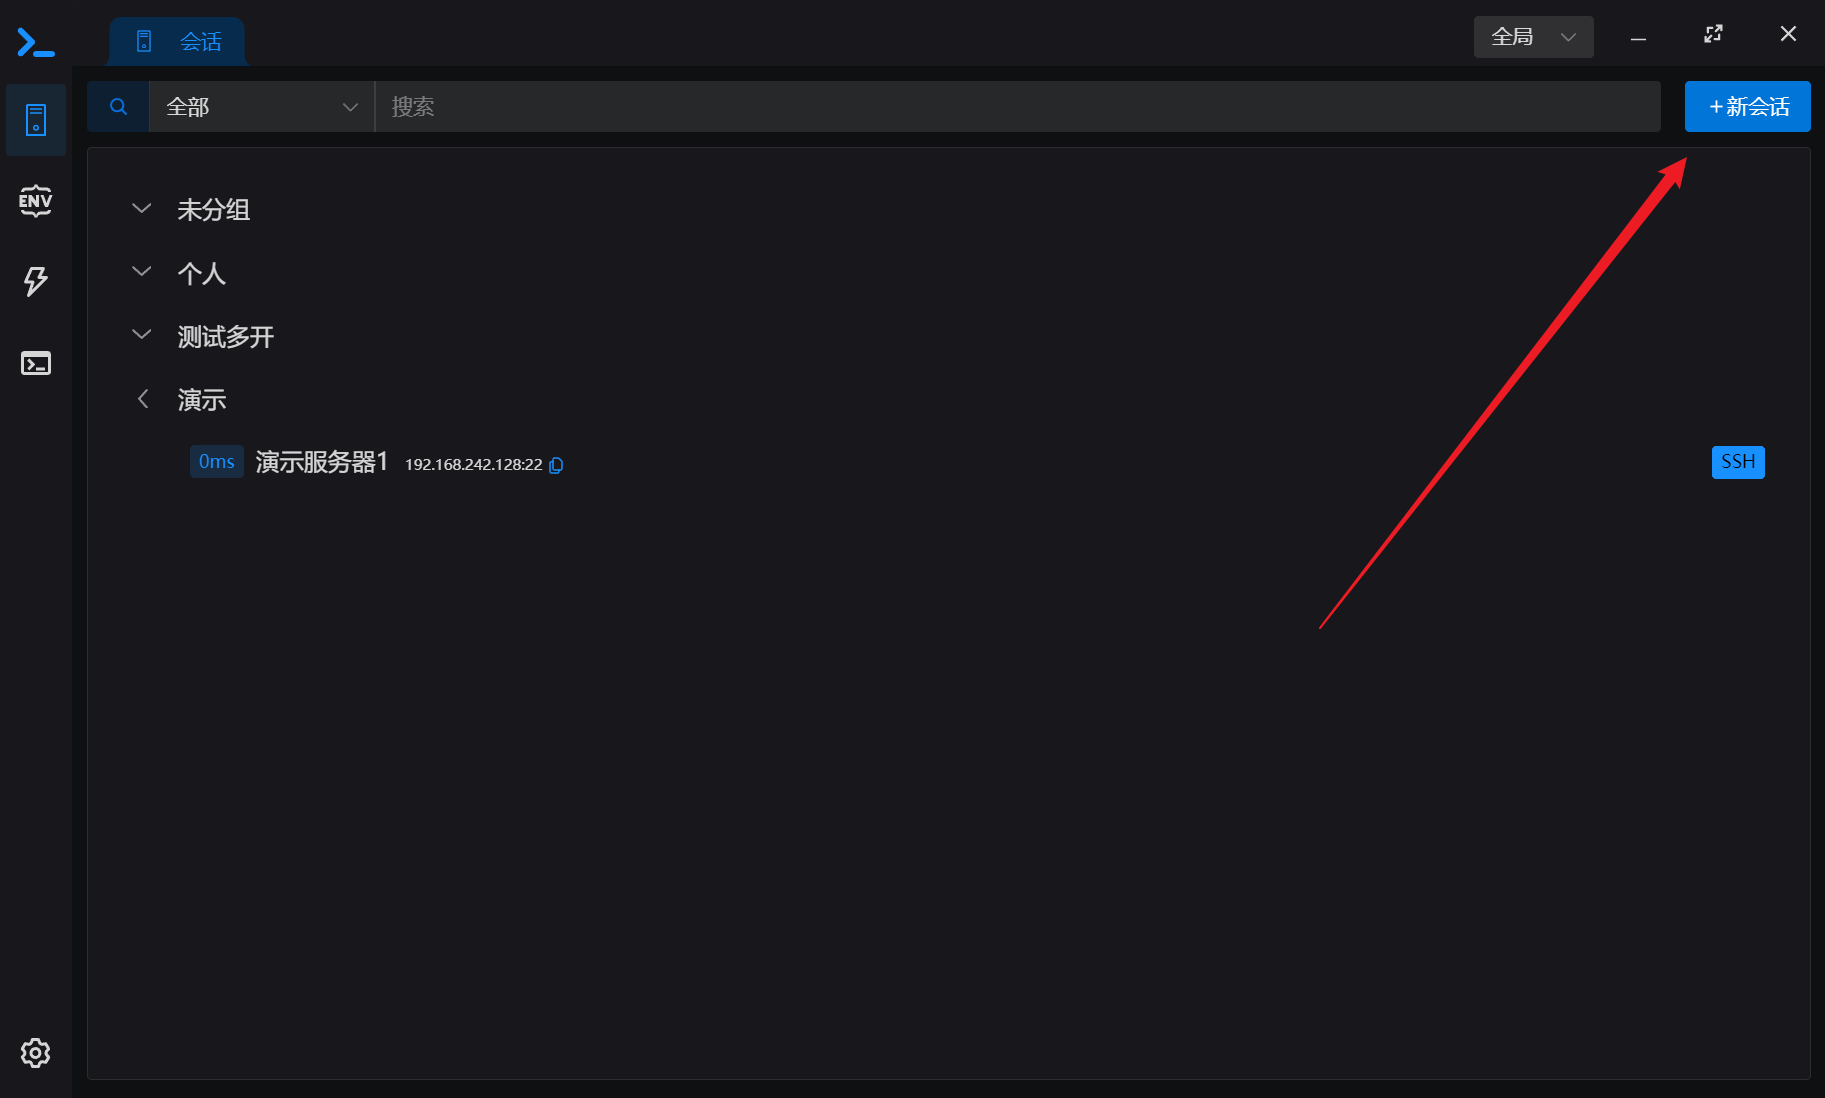 会话
全局
全部
搜索
+新会话
ENV
未分组
个人
测试多开
演示
0ms 演示服务器1 192.168.242.128:22
SSH